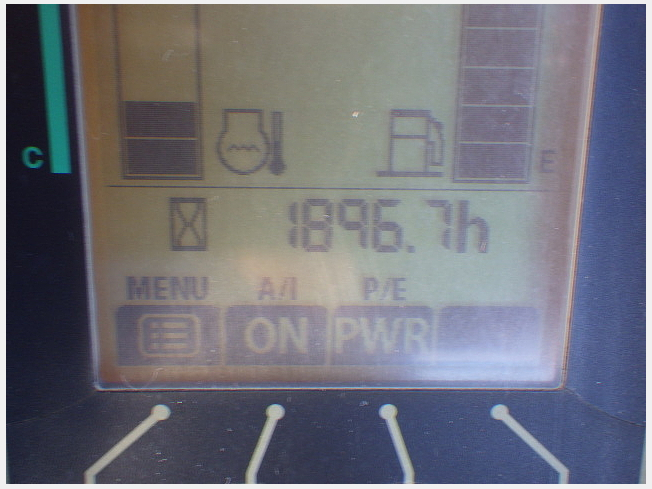 C
E
1896.7h
MENU A/I P/E
ON PWR